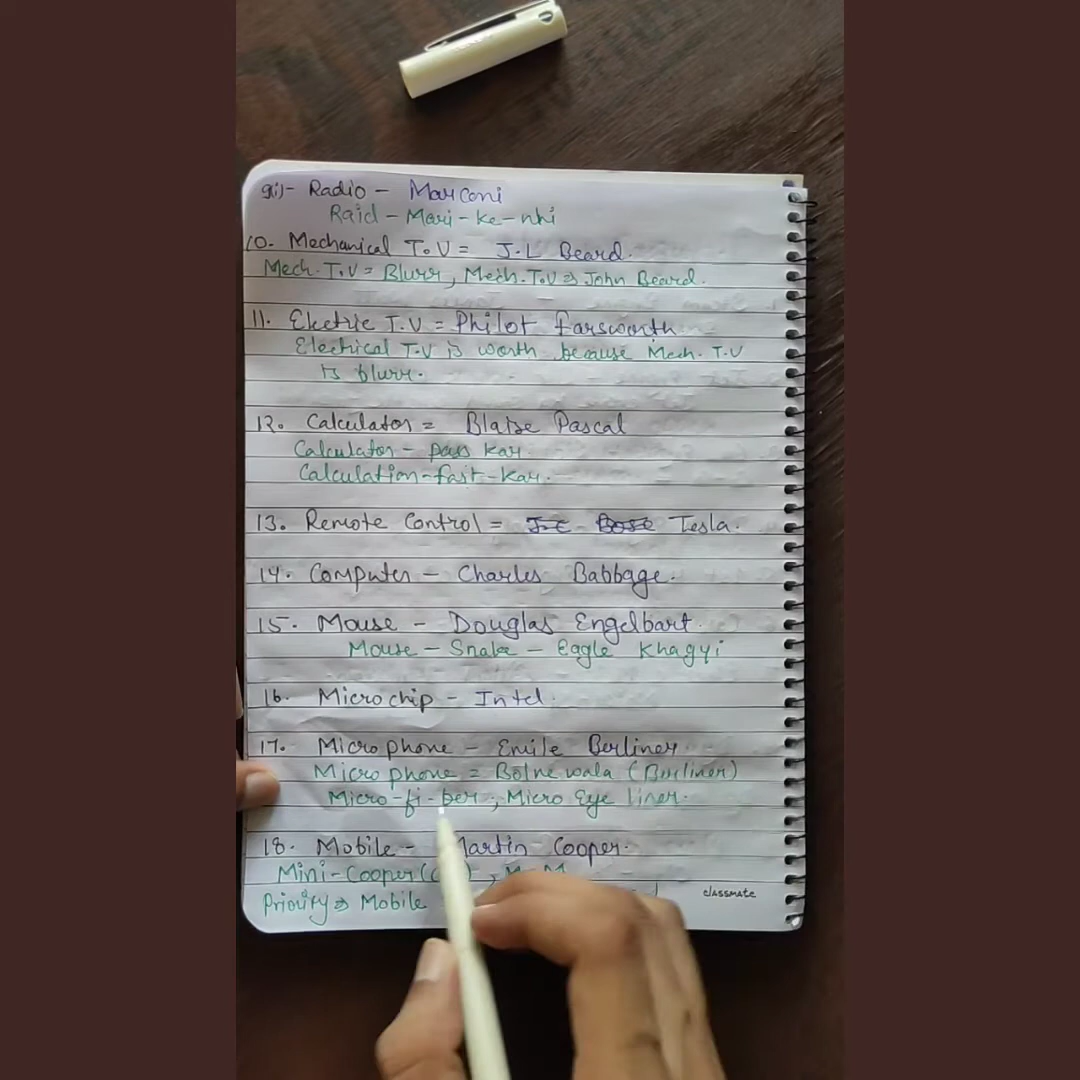 9ii)- Radio - Marconi
Raid - Mari - Ke - nhi
10. Mechanical T.V = J.L Beard.
Mech. T.V = Blurr, Mech. T.V => John Beard.
11. Electric T.V = Philot farsworth
Electrical T.V is worth because Mech. T.V
is blurr.
12. Calculator = Blaise Pascal
Calculator - pass kar
Calculation - fast - kar.
13. Remote Control = Tesla.
14. Computer - Charles Babbage.
15. Mouse - Douglas Engelbart.
Mouse - Snake - Eagle Khagyi
16. Microchip - Intel.
17. Microphone - Emile Berliner.
Microphone = Bolne wala (Burliner)
Micro-fi-ber, Micro Eye liner.
18. Mobile - Martin Cooper.
Mini-Cooper
Priority => Mobile
classmate